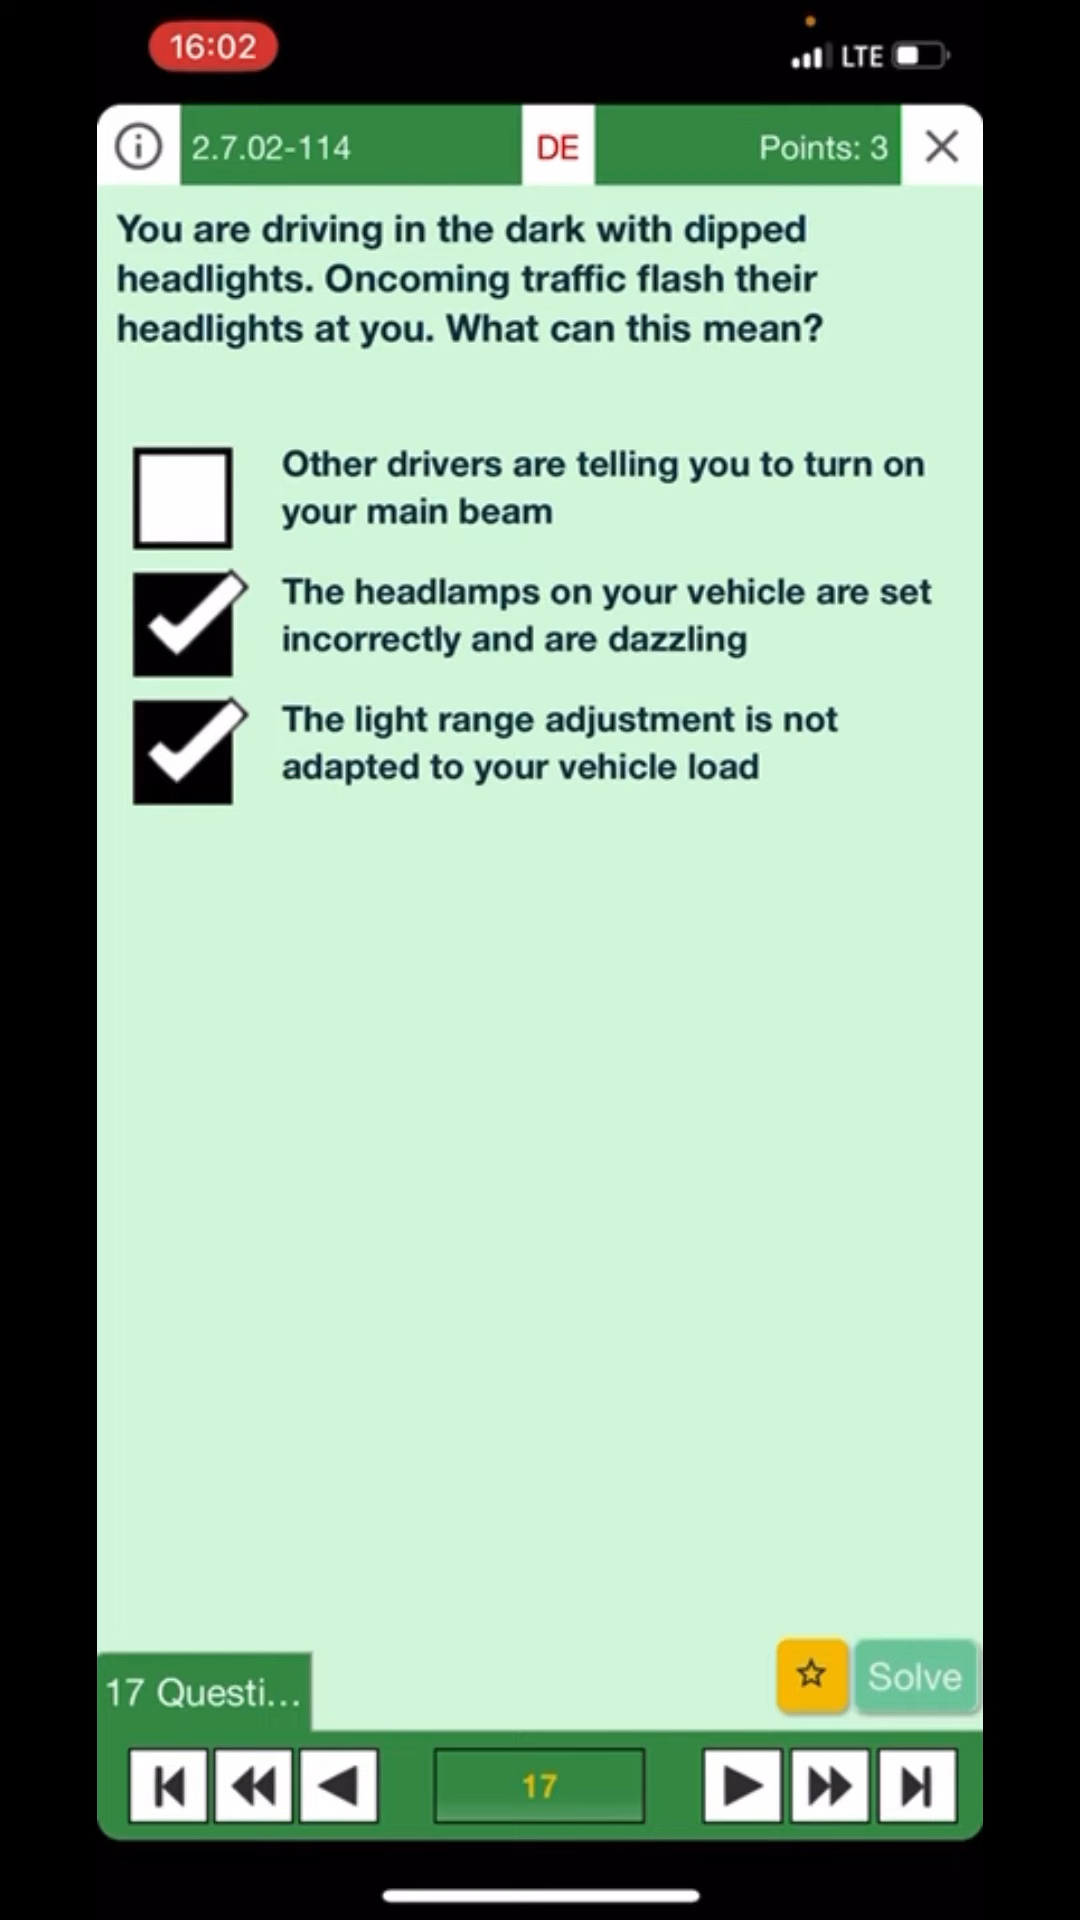 16:02
LTE
2.7.02-114
DE
Points: 3
You are driving in the dark with dipped
headlights. Oncoming traffic flash their
headlights at you. What can this mean?
Other drivers are telling you to turn on
your main beam
The headlamps on your vehicle are set
incorrectly and are dazzling
The light range adjustment is not
adapted to your vehicle load
17 Questi...
Solve
17